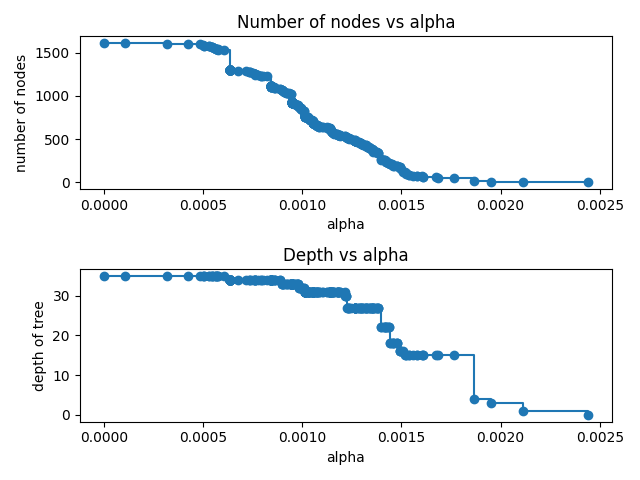 Number of nodes vs alpha
number of nodes
1500
1000
500
0
0.0000 0.0005 0.0010 0.0015 0.0020 0.0025
alpha
Depth vs alpha
depth of tree
30
20
10
0
0.0000 0.0005 0.0010 0.0015 0.0020 0.0025
alpha